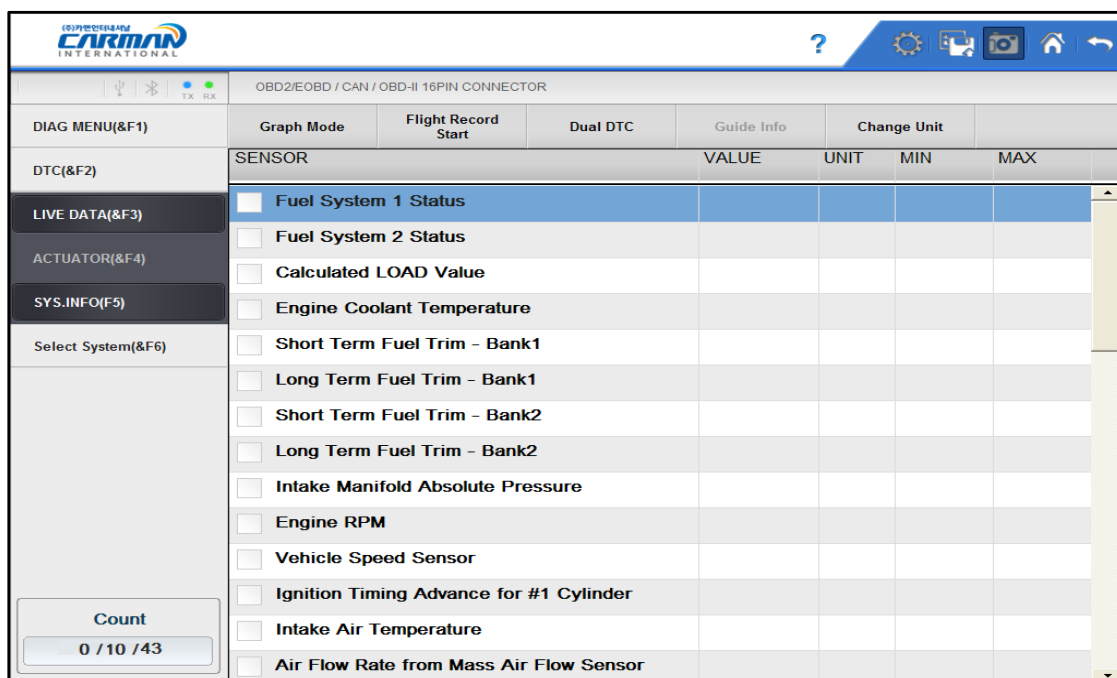 (주)카맨인터내셔날
CARMAN
INTERNATIONAL
?
TX RX
OBD2/EOBD / CAN / OBD-II 16PIN CONNECTOR
DIAG MENU(&F1)
DTC(&F2)
LIVE DATA(&F3)
ACTUATOR(&F4)
SYS.INFO(F5)
Select System(&F6)
Count
0 /10 /43
Graph Mode
Flight Record
Start
Dual DTC
Guide Info
Change Unit
SENSOR VALUE UNIT MIN MAX
Fuel System 1 Status
Fuel System 2 Status
Calculated LOAD Value
Engine Coolant Temperature
Short Term Fuel Trim - Bank1
Long Term Fuel Trim - Bank1
Short Term Fuel Trim - Bank2
Long Term Fuel Trim - Bank2
Intake Manifold Absolute Pressure
Engine RPM
Vehicle Speed Sensor
Ignition Timing Advance for #1 Cylinder
Intake Air Temperature
Air Flow Rate from Mass Air Flow Sensor